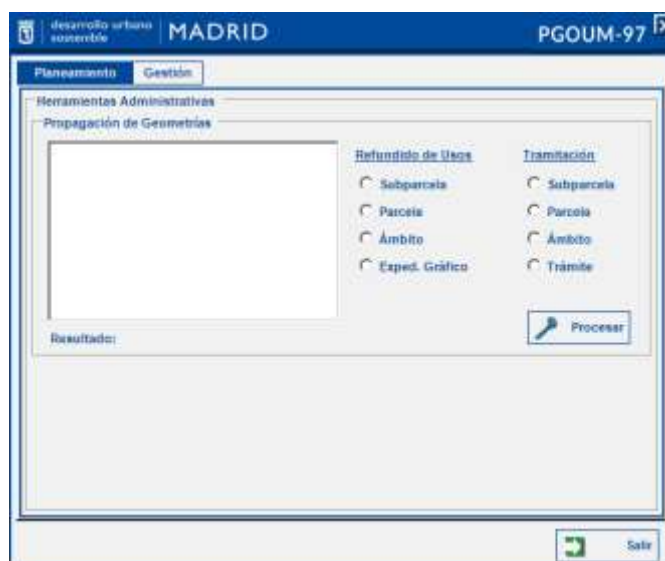 desarrollo urbano
sostenible
MADRID
PGOUM-97
Planeamiento
Gestión
Herramientas Administrativas
Propagación de Geometrías
Refundido de Usos
Tramitación
Subparcela
Subparcela
Parcela
Parcela
Ámbito
Ámbito
Exped. Gráfico
Trámite
Resultado:
Procesar
Salir